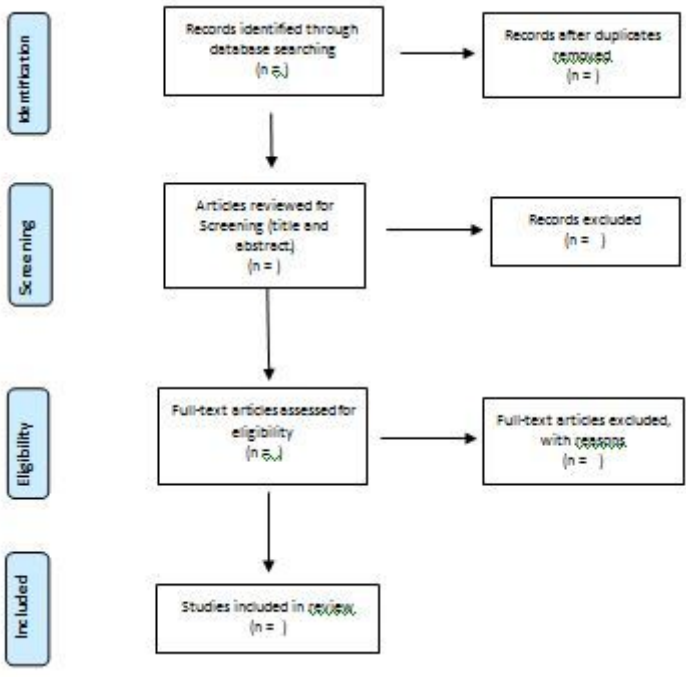 Identification
Records identified through
database searching
(n = .)
Records after duplicates
removed
(n = )
Screening
Articles reviewed for
Screening (title and
abstract)
(n = )
Records excluded
(n =   )
Eligibility
Full-text articles assessed for
eligibility
(n = ..)
Full-text articles excluded,
with reasons
(n =   )
Included
Studies included in review
(n =  )